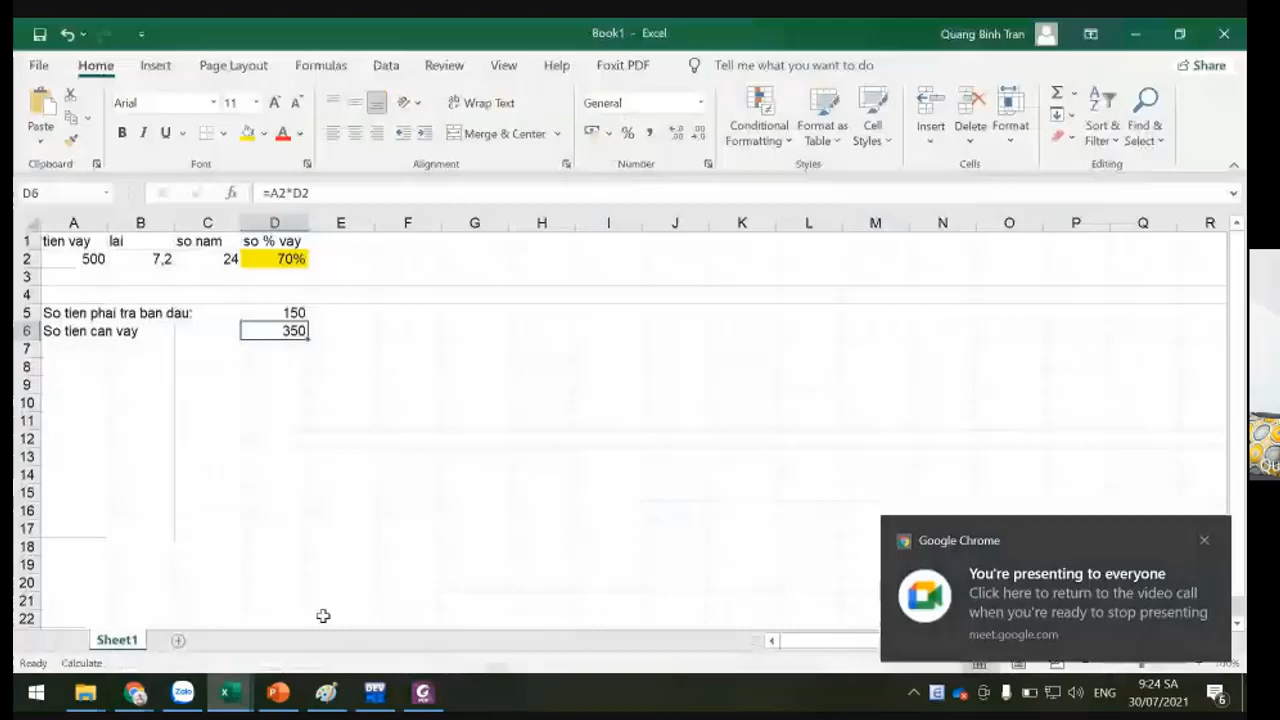 Book1 - Excel
Quang Binh Tran
File Home Insert Page Layout Formulas Data Review View Help Foxit PDF Tell me what you want to do Share
Arial 11 Wrap Text General
Paste B I U Merge & Center % Conditional Formatting Format as Table Cell Styles Insert Delete Format Sort & Filter Find & Select
Clipboard Font Alignment Number Styles Cells Editing
D6 fx =A2*D2
A B C D E F G H I J K L M N O P Q R
1 tien vay lai so nam so % vay
2 500 7,2 24 70%
3
4
5 So tien phai tra ban dau: 150
6 So tien can vay 350
7
8
9
10
11
12
13
14
15
16
17
18
19
20
21
22
Google Chrome
You're presenting to everyone
Click here to return to the video call
when you're ready to stop presenting
meet.google.com
Sheet1
Ready Calculate
Zalo DEV
ENG 9:24 SA
30/07/2021 6